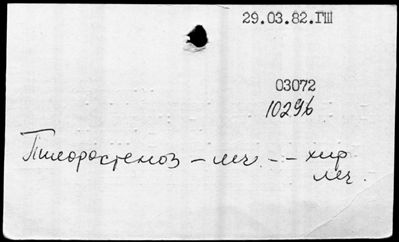 29.03.82.ГШ
03072
10296
Пилоростеноз – леч. – – хир.
леч.